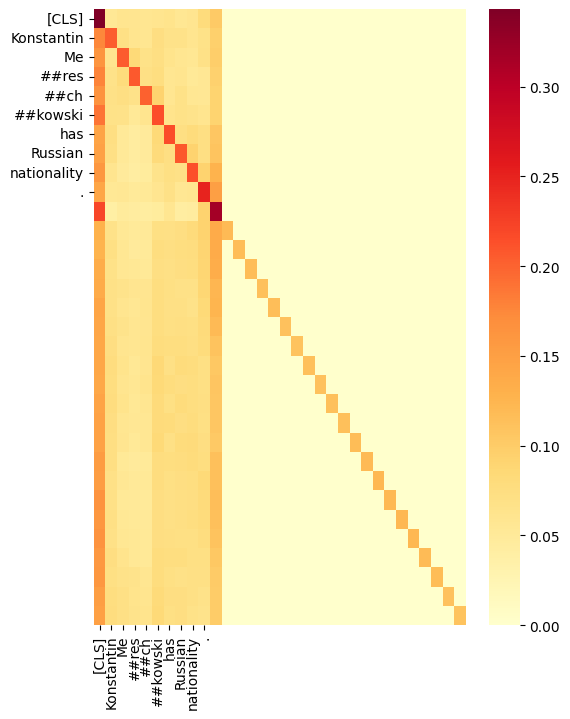 [CLS]
Konstantin
Me
##res
##ch
##kowski
has
Russian
nationality
.
0.30
0.25
0.20
0.15
0.10
0.05
0.00
[CLS]
Konstantin
Me
##res
##ch
##kowski
has
Russian
nationality
.